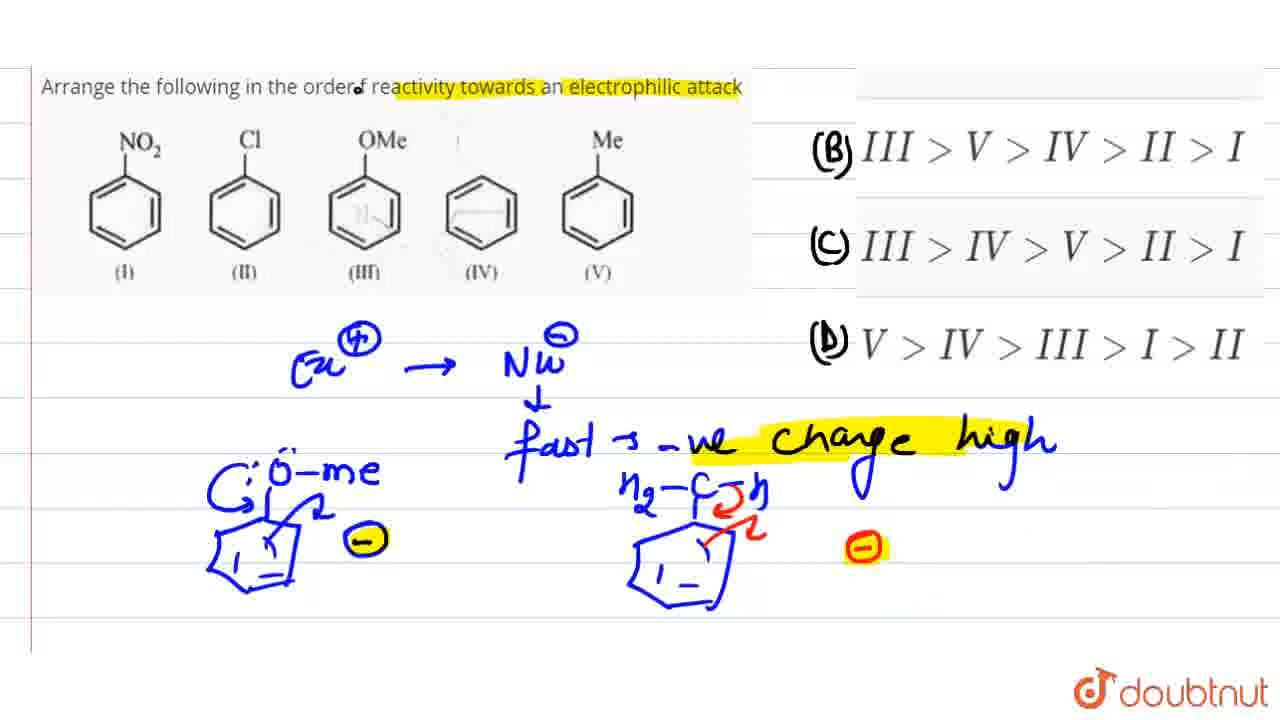 Arrange the following in the order of reactivity towards an electrophilic attack
NO₂ Cl OMe Me
(I) (II) (III) (IV) (V)
(B) III > V > IV > II > I
(C) III > IV > V > II > I
(D) V > IV > III > I > II
⊕ → Nu ⊖
↓
fast → -ve charge high
:Ö-me
⊖
H₂-C-H
⊖
doubtnut